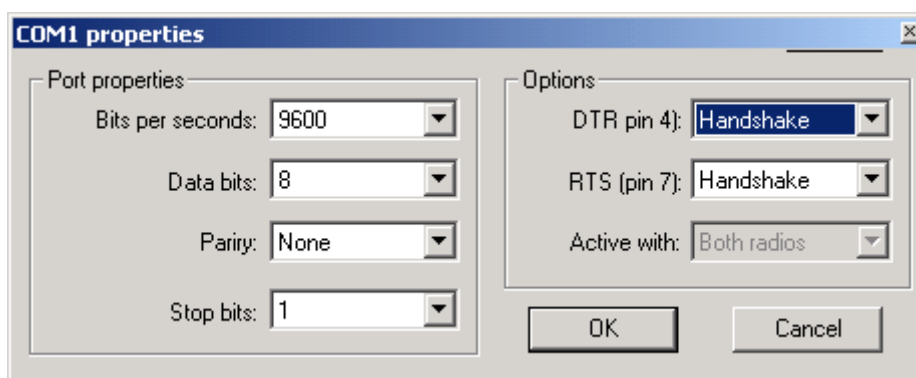 COM1 properties
Port properties
Bits per seconds: 9600
Data bits: 8
Pariry: None
Stop bits: 1
Options
DTR pin 4): Handshake
RTS (pin 7): Handshake
Active with: Both radios
OK Cancel